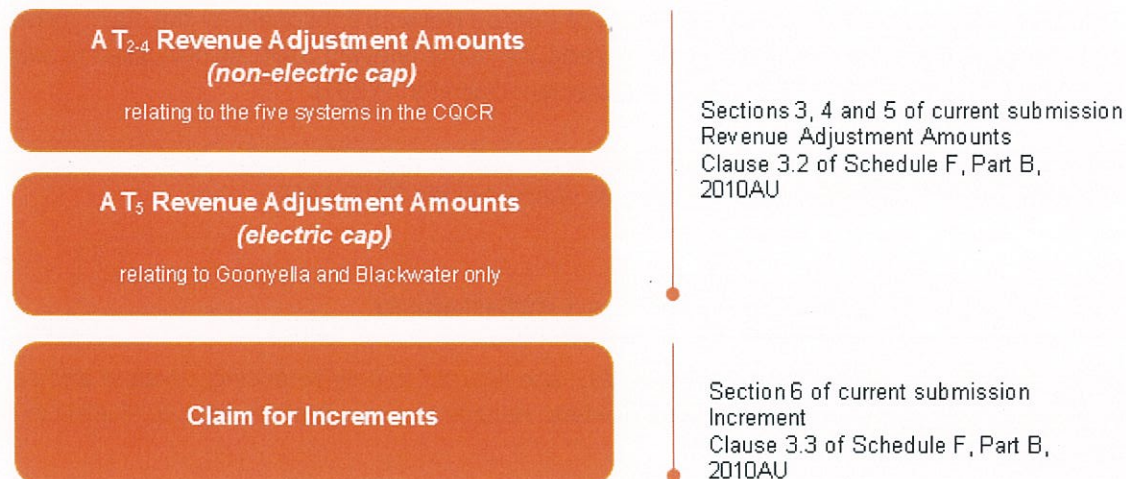 AT2-4 Revenue Adjustment Amounts
(non-electric cap)
relating to the five systems in the CQCR
Sections 3, 4 and 5 of current submission
Revenue Adjustment Amounts
Clause 3.2 of Schedule F, Part B,
2010AU
AT5 Revenue Adjustment Amounts
(electric cap)
relating to Goonyella and Blackwater only
Claim for Increments
Section 6 of current submission
Increment
Clause 3.3 of Schedule F, Part B,
2010AU